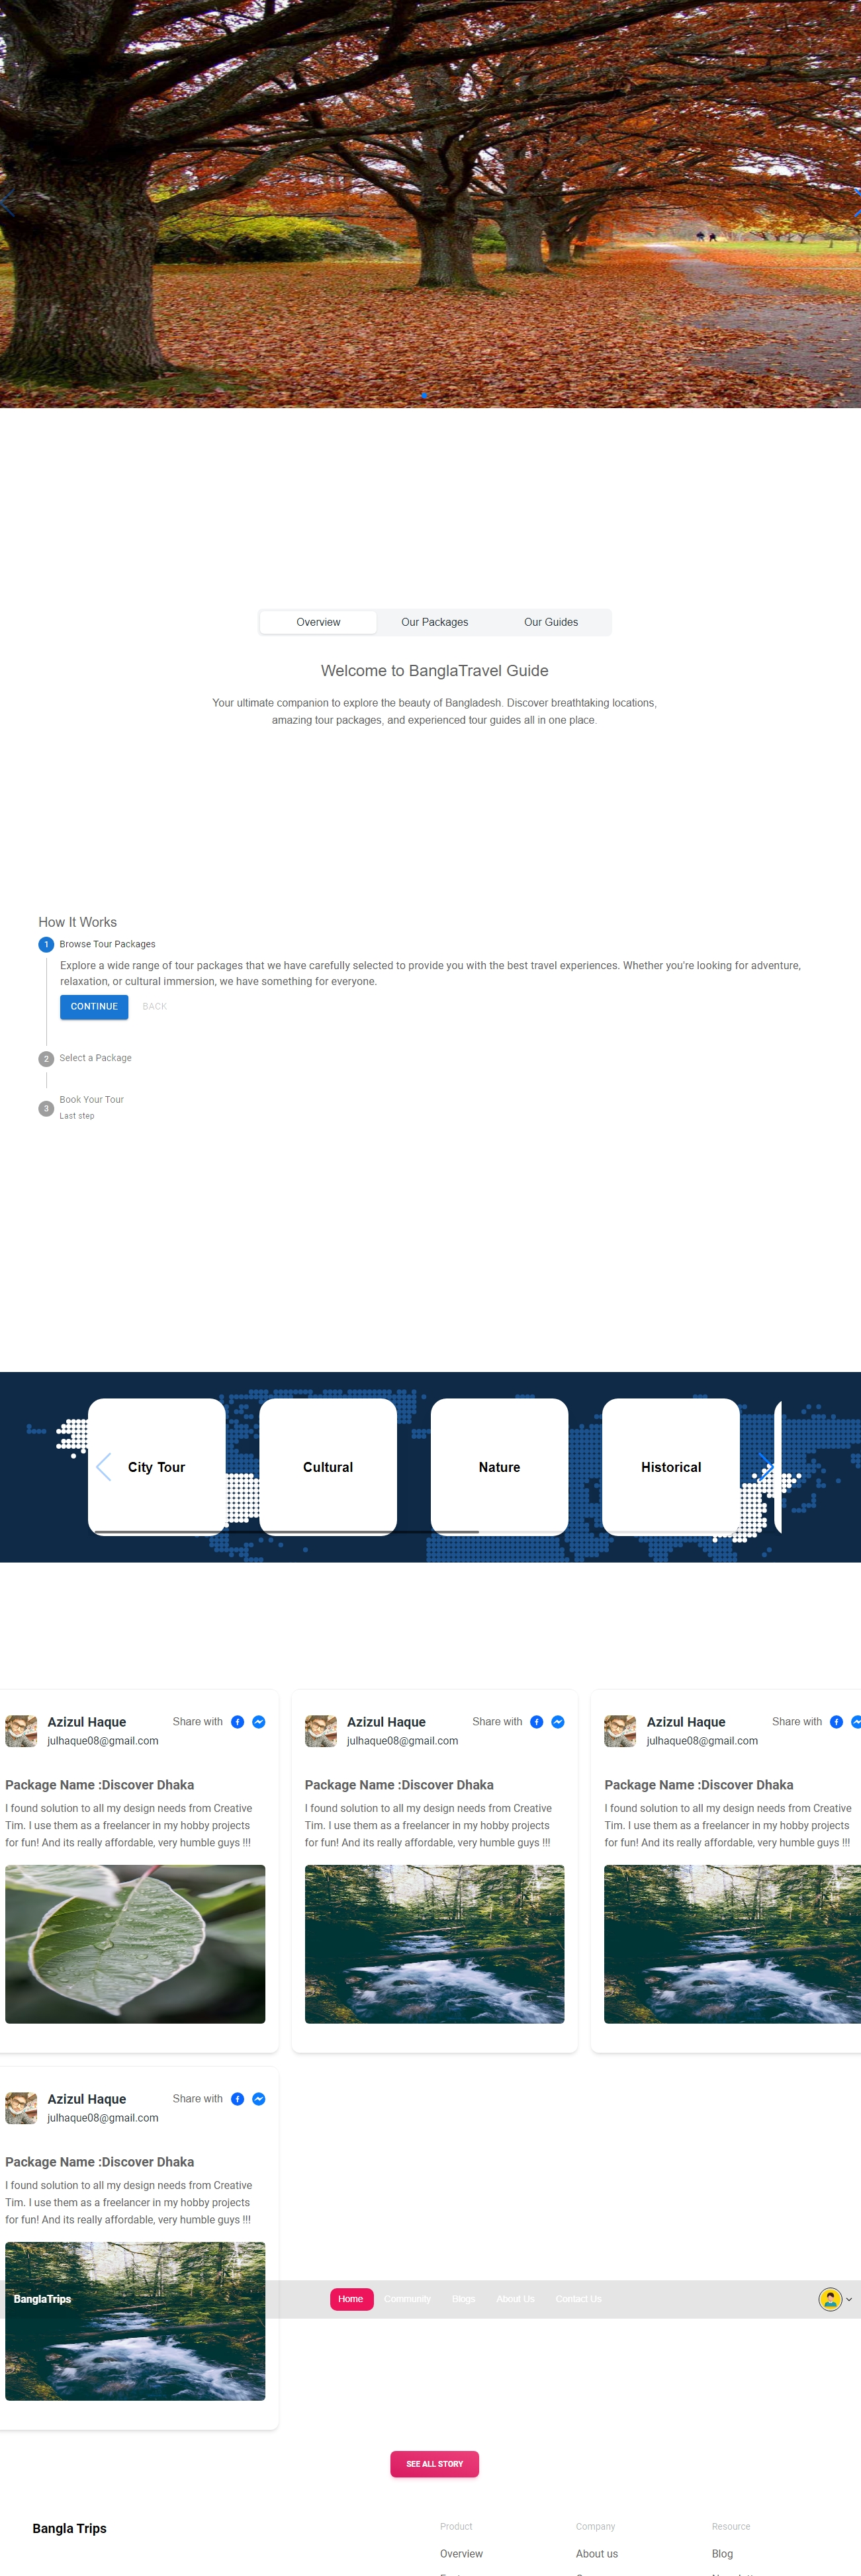 Overview
Our Packages
Our Guides
Welcome to BanglaTravel Guide
Your ultimate companion to explore the beauty of Bangladesh. Discover breathtaking locations,
amazing tour packages, and experienced tour guides all in one place.
How It Works
1
Browse Tour Packages
Explore a wide range of tour packages that we have carefully selected to provide you with the best travel experiences. Whether you're looking for adventure,
relaxation, or cultural immersion, we have something for everyone.
CONTINUE
BACK
2
Select a Package
3
Book Your Tour
Last step
City Tour
Cultural
Nature
Historical
Azizul Haque
Share with
julhaque08@gmail.com
Package Name :Discover Dhaka
I found solution to all my design needs from Creative
Tim. I use them as a freelancer in my hobby projects
for fun! And its really affordable, very humble guys !!!
Azizul Haque
Share with
julhaque08@gmail.com
Package Name :Discover Dhaka
I found solution to all my design needs from Creative
Tim. I use them as a freelancer in my hobby projects
for fun! And its really affordable, very humble guys !!!
Azizul Haque
Share with
julhaque08@gmail.com
Package Name :Discover Dhaka
I found solution to all my design needs from Creative
Tim. I use them as a freelancer in my hobby projects
for fun! And its really affordable, very humble guys !!!
Azizul Haque
Share with
julhaque08@gmail.com
Package Name :Discover Dhaka
I found solution to all my design needs from Creative
Tim. I use them as a freelancer in my hobby projects
for fun! And its really affordable, very humble guys !!!
BanglaTrips
Home
Community
Blogs
About Us
Contact Us
SEE ALL STORY
Bangla Trips
Product
Company
Resource
Overview
About us
Blog